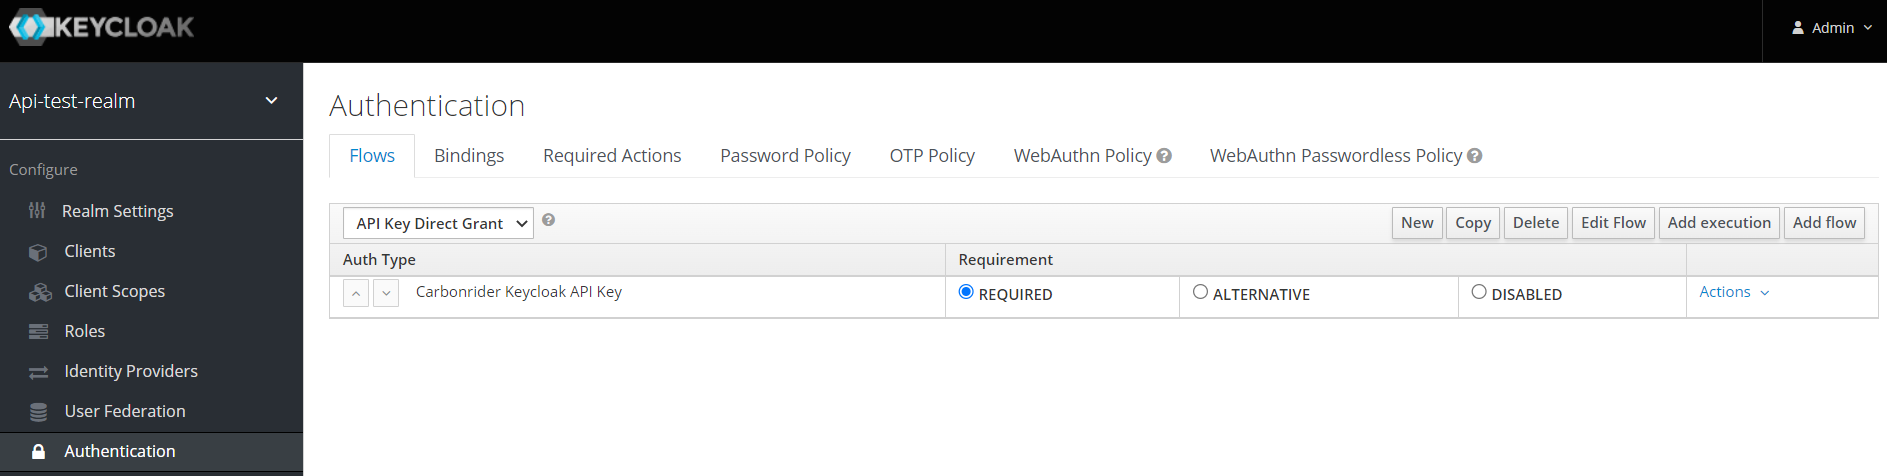 KEYCLOAK
Admin
Api-test-realm
Configure
Realm Settings
Clients
Client Scopes
Roles
Identity Providers
User Federation
Authentication
Authentication
Flows Bindings Required Actions Password Policy OTP Policy WebAuthn Policy ? WebAuthn Passwordless Policy ?
API Key Direct Grant ? New Copy Delete Edit Flow Add execution Add flow
Auth Type Requirement
Carbonrider Keycloak API Key REQUIRED ALTERNATIVE DISABLED Actions